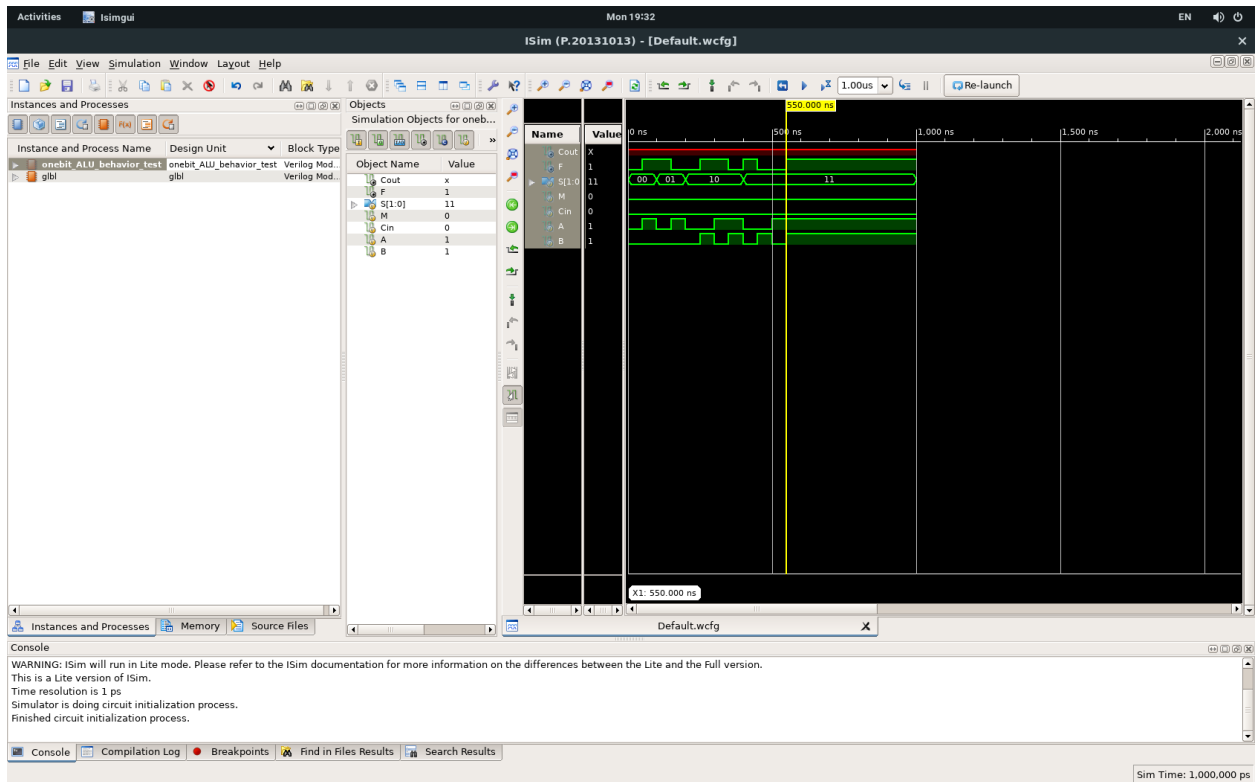 Activities Isimgui Mon 19:32 EN
ISim (P.20131013) - [Default.wcfg]
File Edit View Simulation Window Layout Help
1.00us Re-launch
Instances and Processes
Instance and Process Name Design Unit Block Type
onebit_ALU_behavior_test onebit_ALU_behavior_test Verilog Mod...
glbl glbl Verilog Mod...
Objects
Simulation Objects for oneb...
»
Object Name Value
Cout x
F 1
S[1:0] 11
M 0
Cin 0
A 1
B 1
Name Value
Cout X
F 1
S[1:0 11
M 0
Cin 0
A 1
B 1
550.000 ns
0 ns 500 ns 1,000 ns 1,500 ns 2,000 ns
00 01 10 11
X1: 550.000 ns
Instances and Processes Memory Source Files
Default.wcfg
Console
WARNING: ISim will run in Lite mode. Please refer to the ISim documentation for more information on the differences between the Lite and the Full version.
This is a Lite version of ISim.
Time resolution is 1 ps
Simulator is doing circuit initialization process.
Finished circuit initialization process.
Console Compilation Log Breakpoints Find in Files Results Search Results
Sim Time: 1,000,000 ps